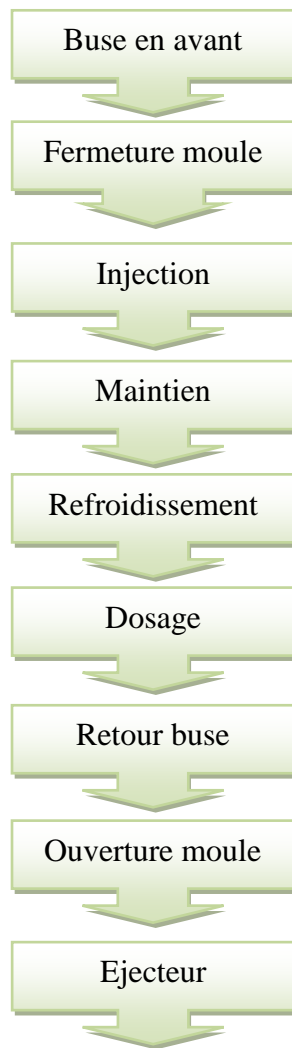 Buse en avant
Fermeture moule
Injection
Maintien
Refroidissement
Dosage
Retour buse
Ouverture moule
Ejecteur